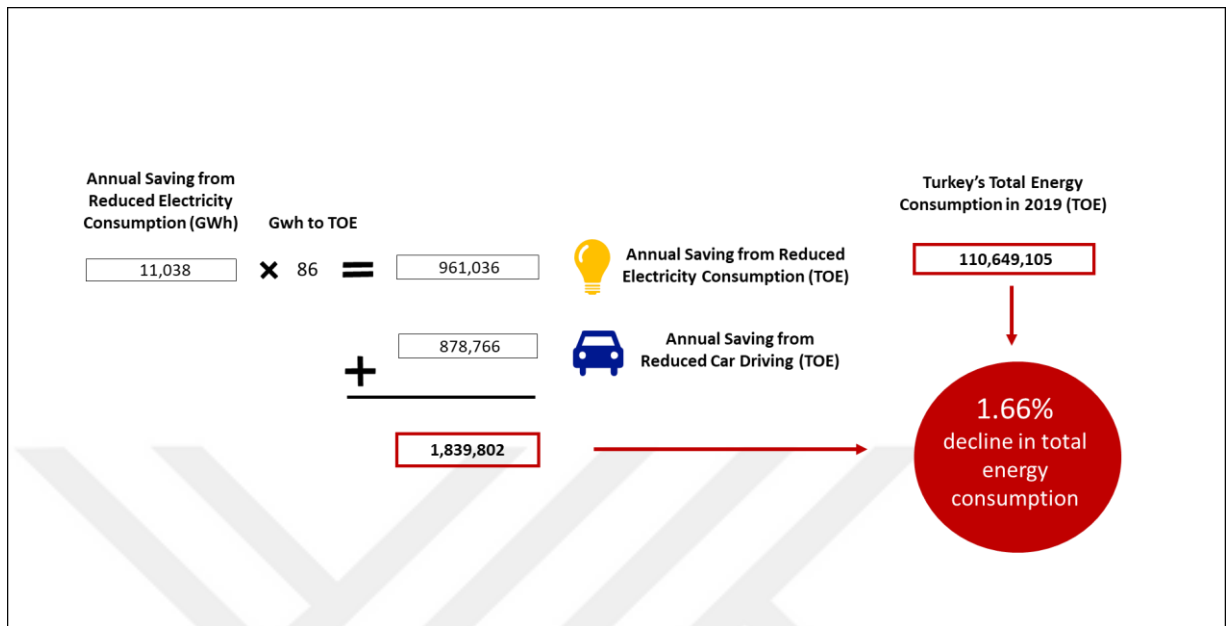 Annual Saving from
Reduced Electricity
Consumption (GWh)
Gwh to TOE
11,038
×
86
=
961,036
Annual Saving from Reduced
Electricity Consumption (TOE)
Turkey's Total Energy
Consumption in 2019 (TOE)
110,649,105
878,766
+
Annual Saving from
Reduced Car Driving (TOE)
1,839,802
1.66%
decline in total
energy
consumption